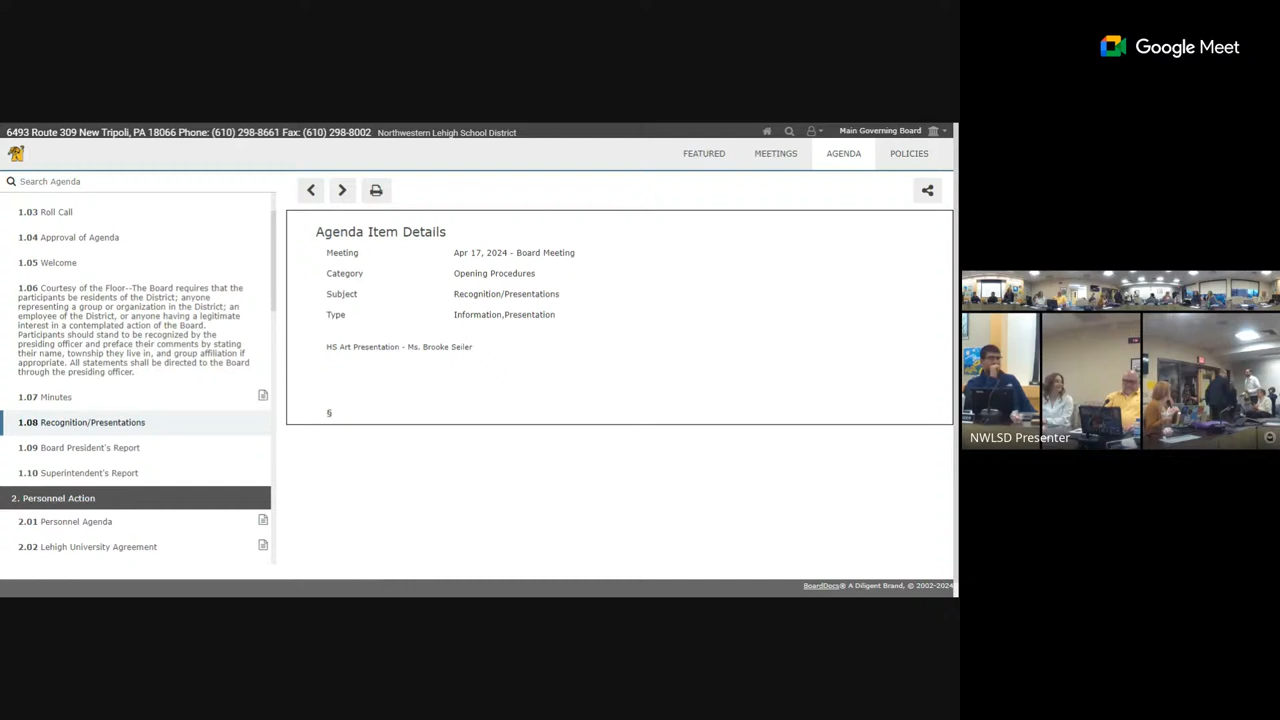 Google Meet
6493 Route 309 New Tripoli, PA 18066 Phone: (610) 298-8661 Fax: (610) 298-8002 Northwestern Lehigh School District
Main Governing Board
FEATURED MEETINGS AGENDA POLICIES
Search Agenda
1.03 Roll Call
1.04 Approval of Agenda
1.05 Welcome
1.06 Courtesy of the Floor--The Board requires that the
participants be residents of the District; anyone
representing a group or organization in the District; an
employee of the District, or anyone having a legitimate
interest in a contemplated action of the Board.
Participants should stand to be recognized by the
presiding officer and preface their comments by stating
their name, township they live in, and group affiliation if
appropriate. All statements shall be directed to the Board
through the presiding officer.
1.07 Minutes
1.08 Recognition/Presentations
1.09 Board President's Report
1.10 Superintendent's Report
2. Personnel Action
2.01 Personnel Agenda
2.02 Lehigh University Agreement
Agenda Item Details
Meeting Apr 17, 2024 - Board Meeting
Category Opening Procedures
Subject Recognition/Presentations
Type Information,Presentation
HS Art Presentation - Ms. Brooke Seiler
§
BoardDocs® A Diligent Brand, © 2002-2024
NWLSD Presenter